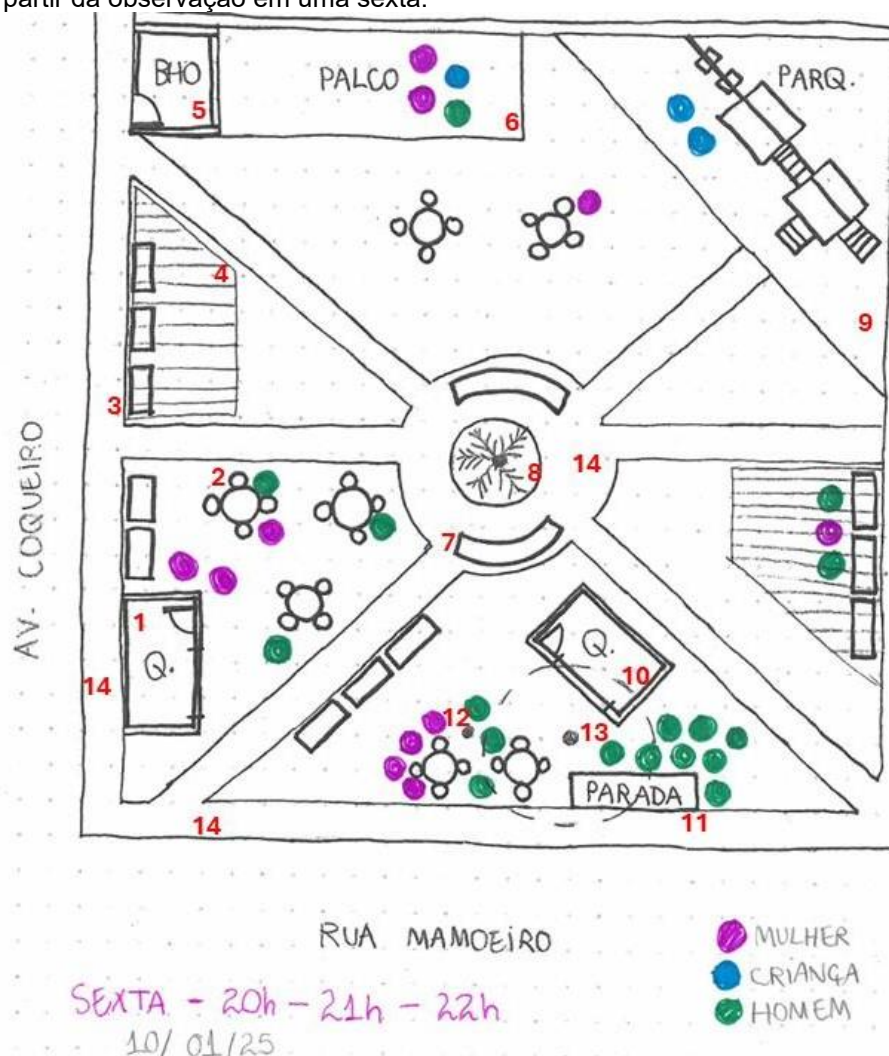 partir da observação em uma sexta.
BHO
5
PALCO
6
PARQ.
4
9
3
AV. COQUEIRO
2
8
14
7
1
Q.
14
Q.
10
12
13
PARADA
14
11
RUA MAMOEIRO
MULHER
CRIANÇA
HOMEM
SEXTA - 20h - 21h - 22h
10/01/25